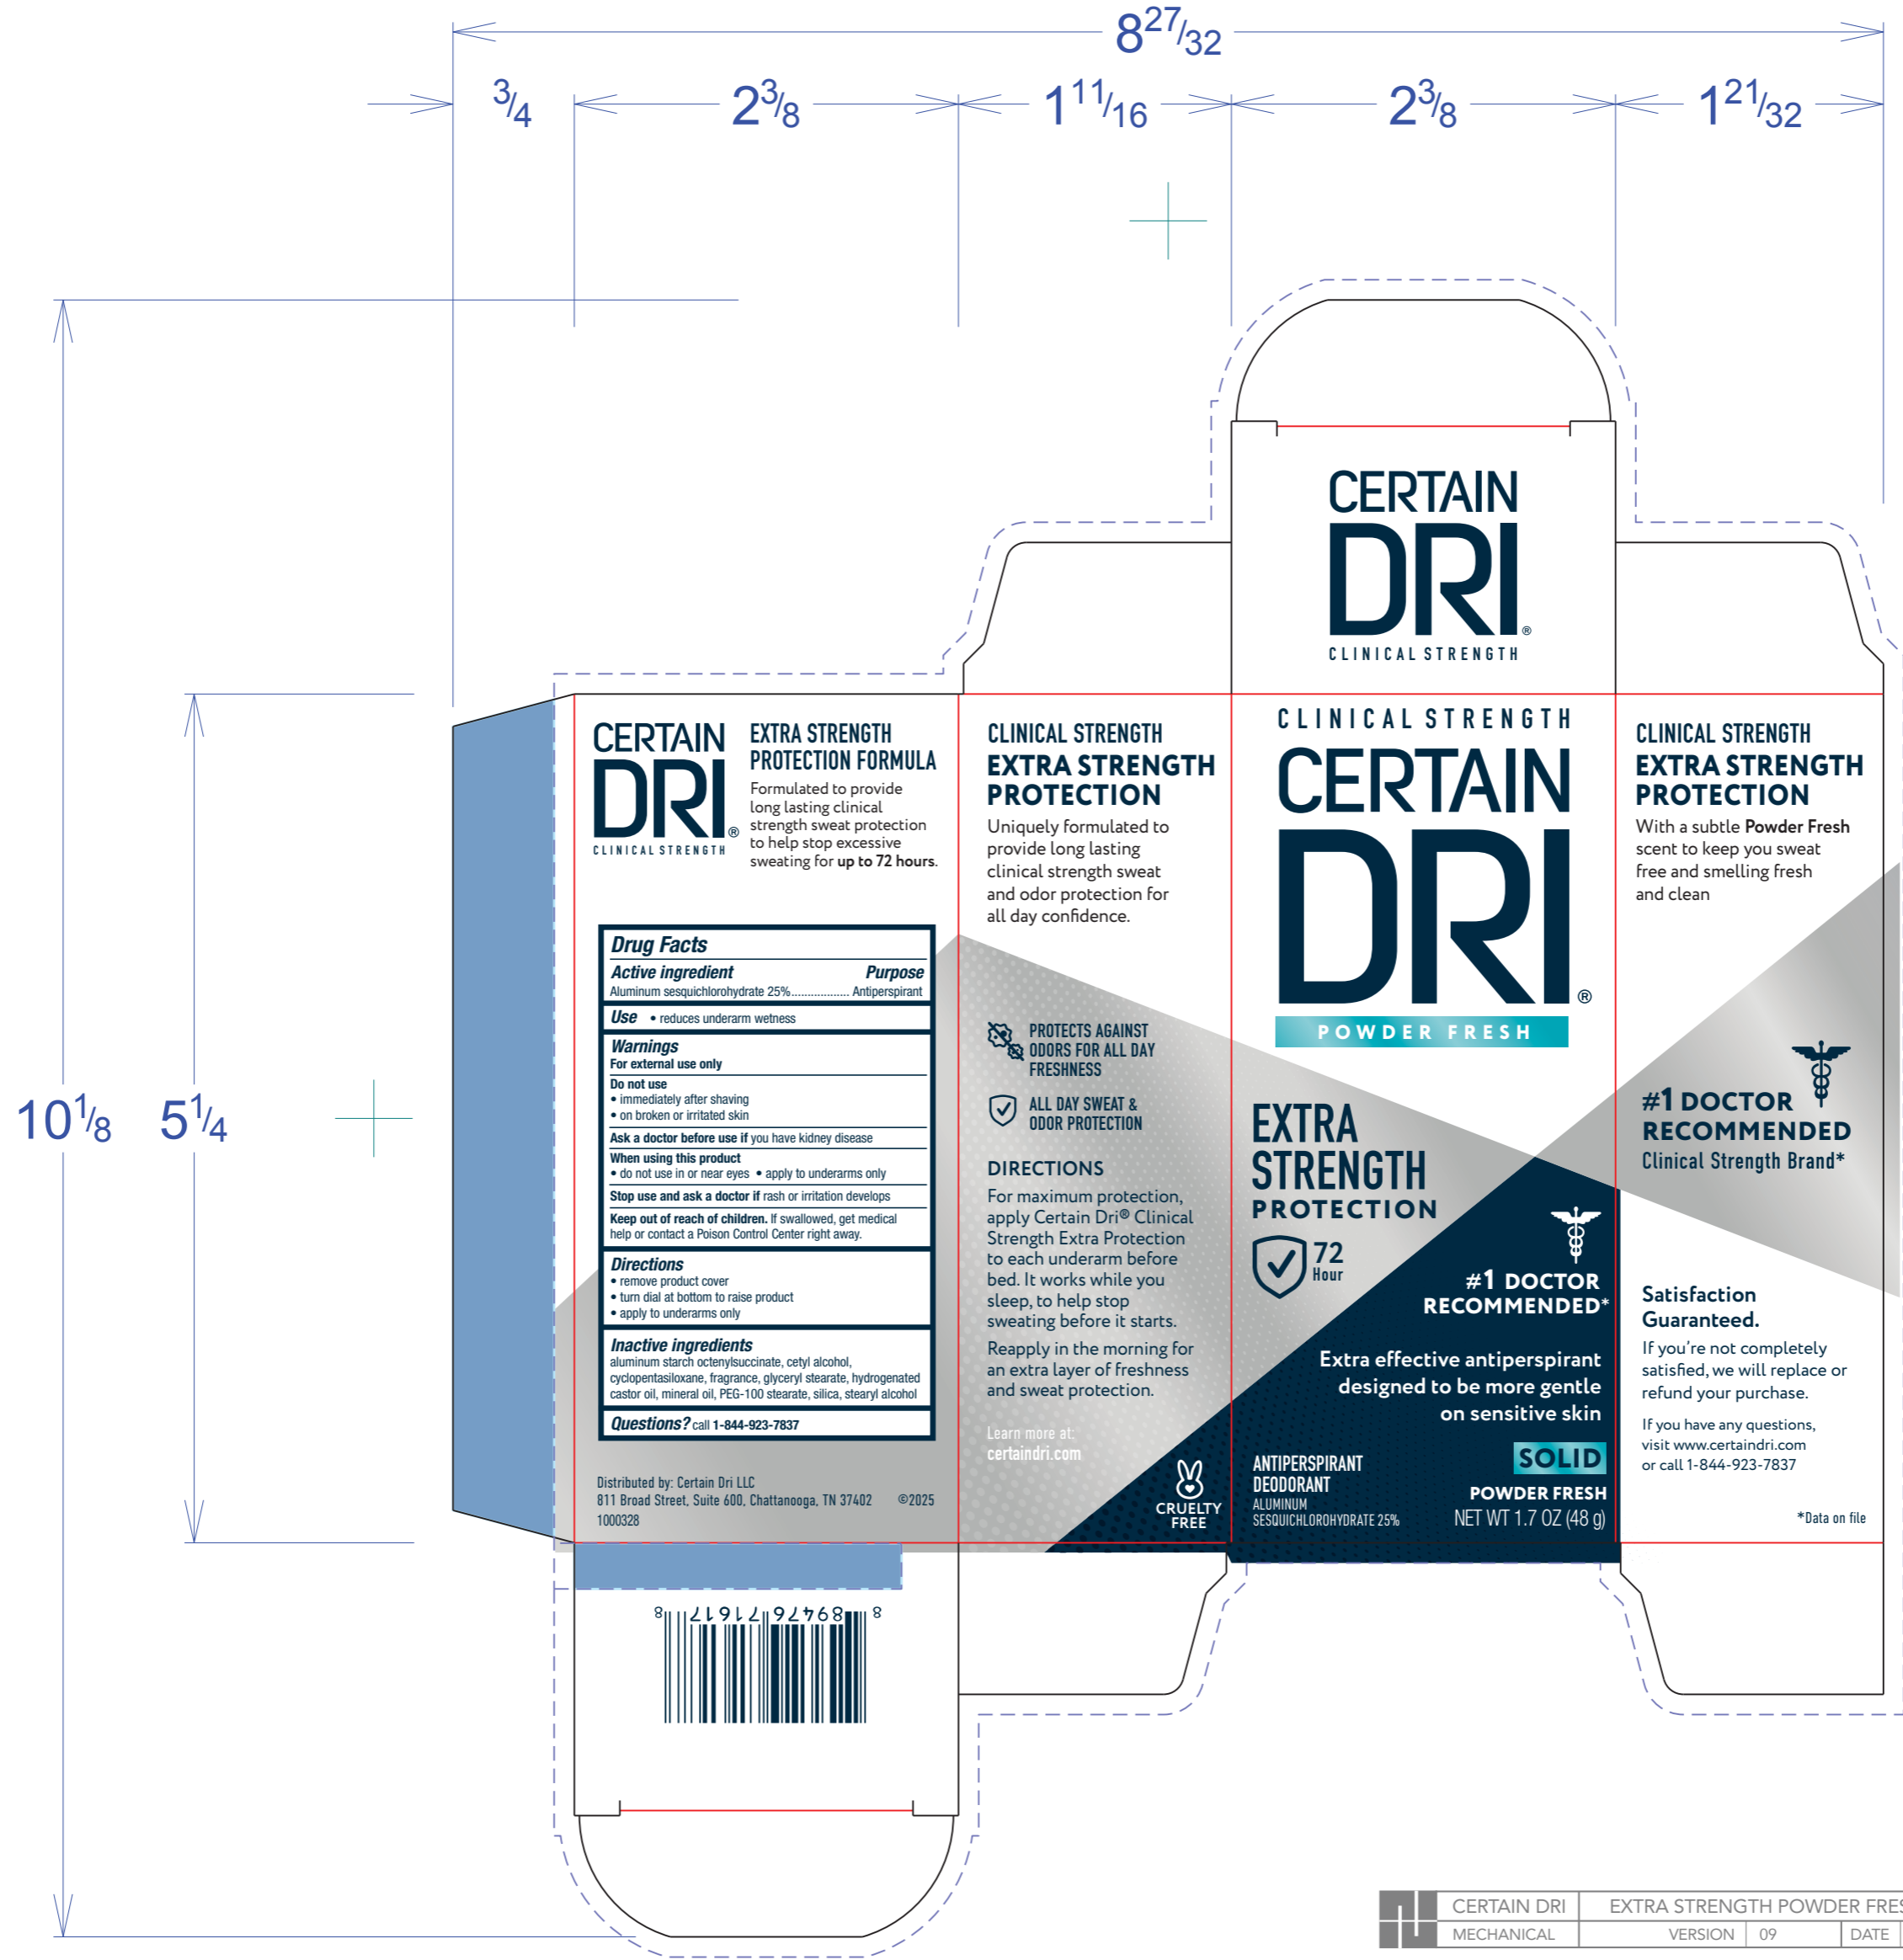 8 27/32
3/4
2 3/8
1 11/16
2 3/8
1 21/32
10 1/8
5 1/4
CERTAIN
DRI®
CLINICAL STRENGTH
CERTAIN
DRI®
CLINICAL STRENGTH
EXTRA STRENGTH
PROTECTION FORMULA
Formulated to provide
long lasting clinical
strength sweat protection
to help stop excessive
sweating for up to 72 hours.
Drug Facts
Active ingredient Purpose
Aluminum sesquichlorohydrate 25%.................. Antiperspirant
Use • reduces underarm wetness
Warnings
For external use only
Do not use
• immediately after shaving
• on broken or irritated skin
Ask a doctor before use if you have kidney disease
When using this product
• do not use in or near eyes • apply to underarms only
Stop use and ask a doctor if rash or irritation develops
Keep out of reach of children. If swallowed, get medical
help or contact a Poison Control Center right away.
Directions
• remove product cover
• turn dial at bottom to raise product
• apply to underarms only
Inactive ingredients
aluminum starch octenylsuccinate, cetyl alcohol,
cyclopentasiloxane, fragrance, glyceryl stearate, hydrogenated
castor oil, mineral oil, PEG-100 stearate, silica, stearyl alcohol
Questions? call 1-844-923-7837
Distributed by: Certain Dri LLC
811 Broad Street, Suite 600, Chattanooga, TN 37402 ©2025
1000328
8 89476 71617 8
CLINICAL STRENGTH
EXTRA STRENGTH
PROTECTION
Uniquely formulated to
provide long lasting
clinical strength sweat
and odor protection for
all day confidence.
PROTECTS AGAINST
ODORS FOR ALL DAY
FRESHNESS
ALL DAY SWEAT &
ODOR PROTECTION
DIRECTIONS
For maximum protection,
apply Certain Dri® Clinical
Strength Extra Protection
to each underarm before
bed. It works while you
sleep, to help stop
sweating before it starts.
Reapply in the morning for
an extra layer of freshness
and sweat protection.
Learn more at:
certaindri.com
CRUELTY
FREE
CLINICAL STRENGTH
CERTAIN
DRI®
POWDER FRESH
EXTRA
STRENGTH
PROTECTION
72
Hour
#1 DOCTOR
RECOMMENDED*
Extra effective antiperspirant
designed to be more gentle
on sensitive skin
ANTIPERSPIRANT
DEODORANT
ALUMINUM
SESQUICHLOROHYDRATE 25%
SOLID
POWDER FRESH
NET WT 1.7 OZ (48 g)
CLINICAL STRENGTH
EXTRA STRENGTH
PROTECTION
With a subtle Powder Fresh
scent to keep you sweat
free and smelling fresh
and clean
#1 DOCTOR
RECOMMENDED
Clinical Strength Brand*
Satisfaction
Guaranteed.
If you're not completely
satisfied, we will replace or
refund your purchase.
If you have any questions,
visit www.certaindri.com
or call 1-844-923-7837
*Data on file
CERTAIN DRI EXTRA STRENGTH POWDER FRES
MECHANICAL VERSION 09 DATE